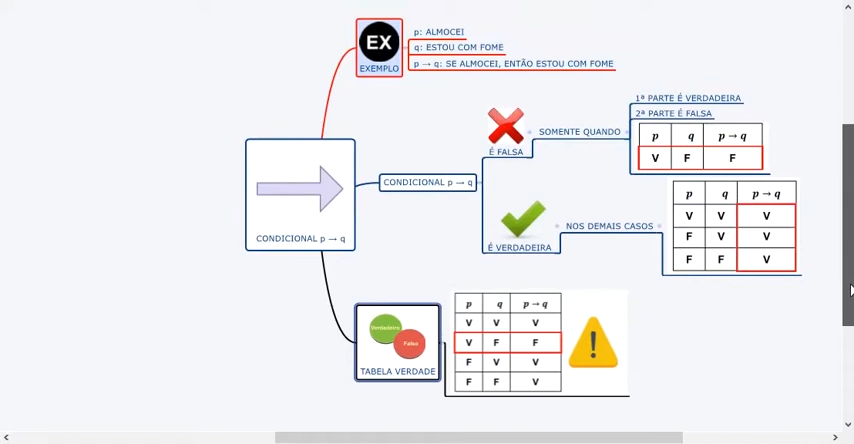 EX
EXEMPLO
p: ALMOCEI
q: ESTOU COM FOME
p → q: SE ALMOCEI, ENTÃO ESTOU COM FOME
CONDICIONAL p → q
CONDICIONAL p → q
É FALSA
SOMENTE QUANDO
1ª PARTE É VERDADEIRA
2ª PARTE É FALSA
p q p → q
V F F
É VERDADEIRA
NOS DEMAIS CASOS
p q p → q
V V V
F V V
F F V
Verdadeiro
Falso
TABELA VERDADE
p q p → q
V V V
V F F
F V V
F F V
!